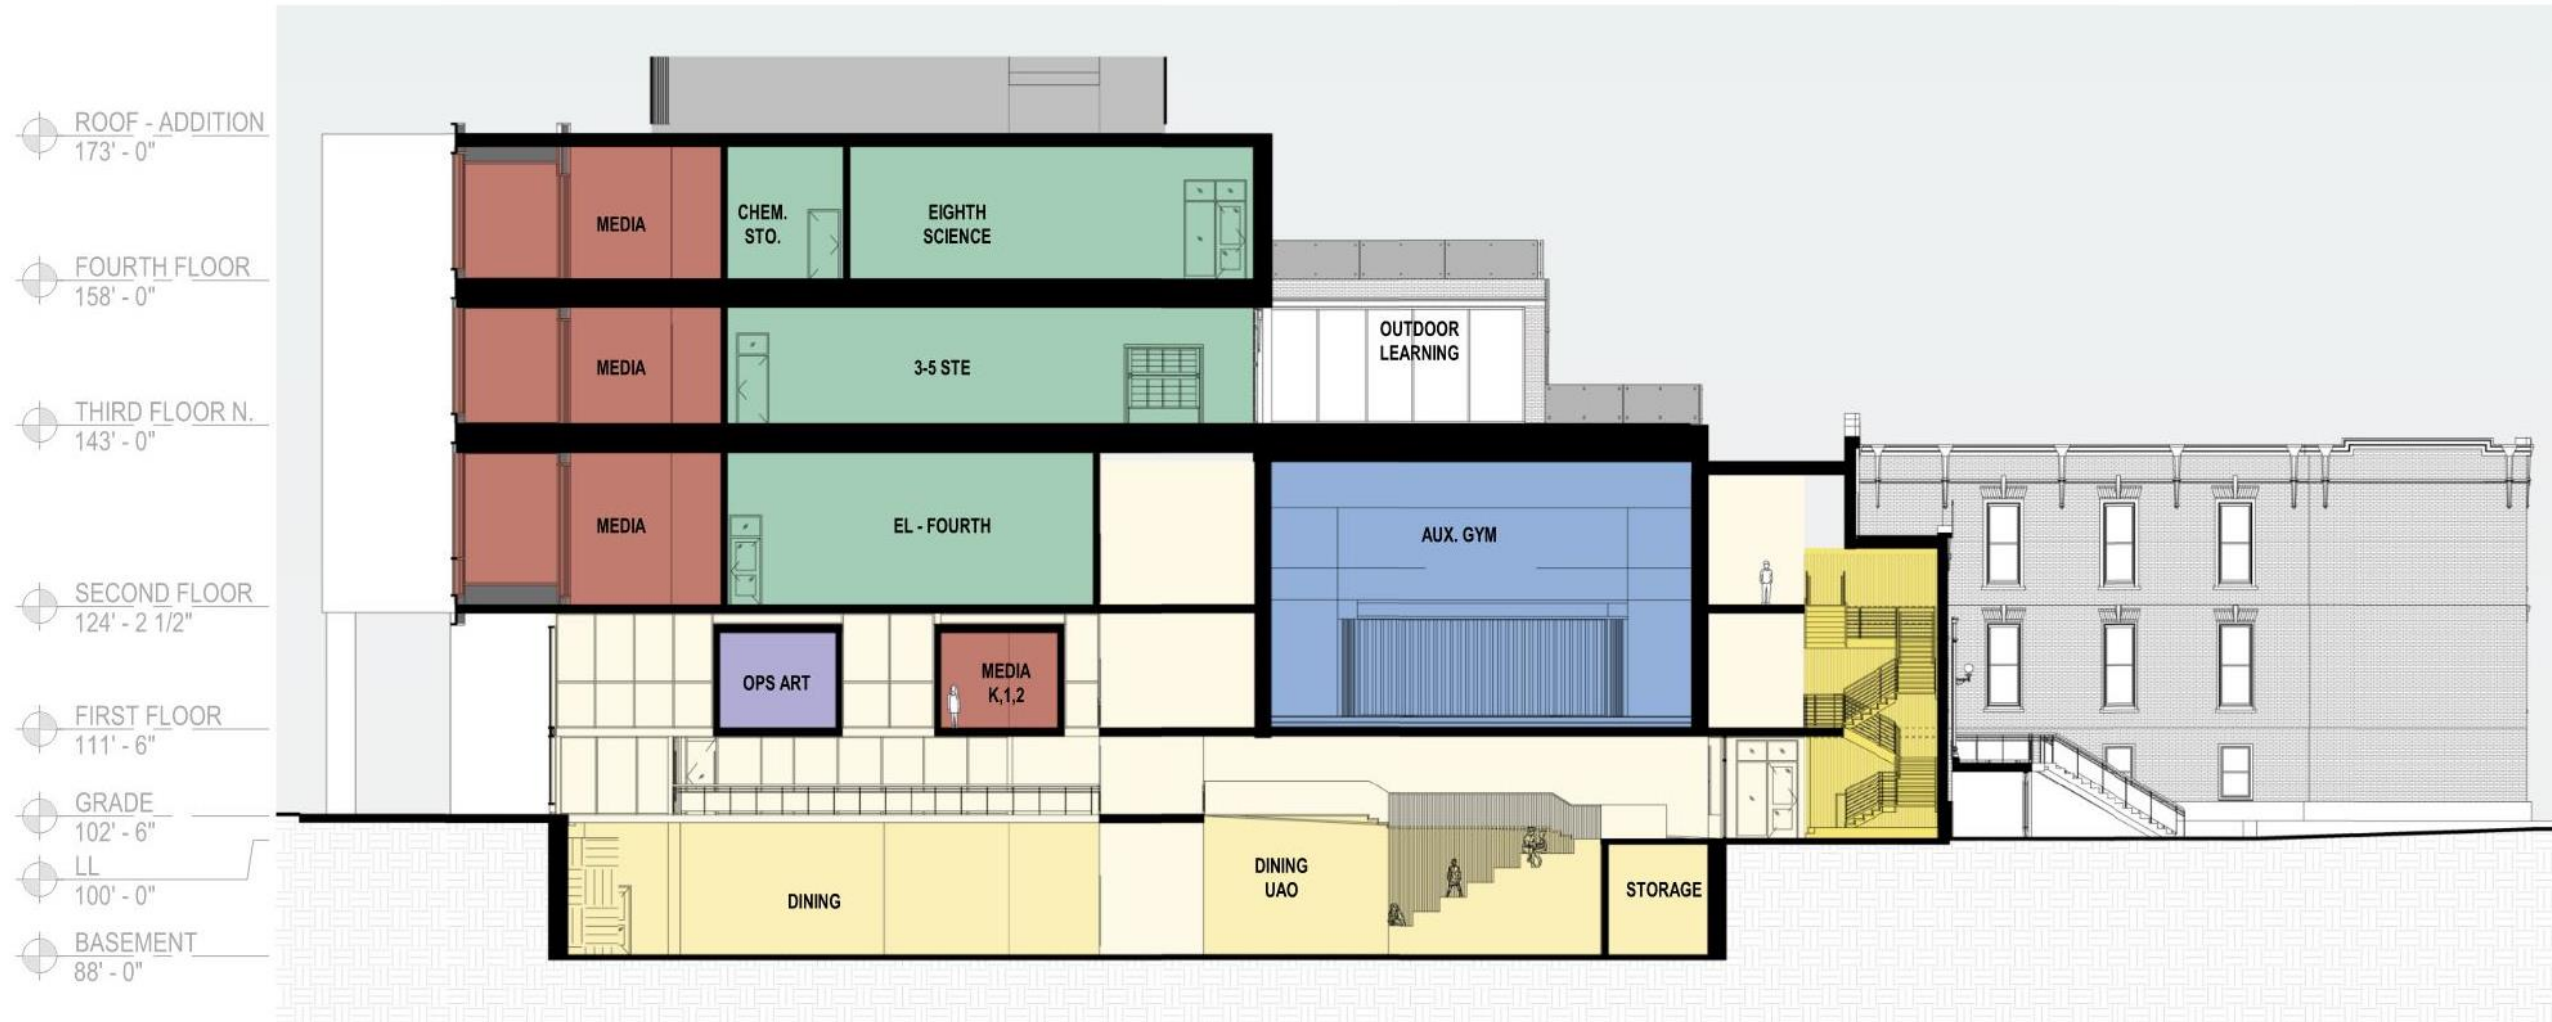 ROOF - ADDITION
173' - 0"
FOURTH FLOOR
158' - 0"
THIRD FLOOR N.
143' - 0"
SECOND FLOOR
124' - 2 1/2"
FIRST FLOOR
111' - 6"
GRADE
102' - 6"
LL
100' - 0"
BASEMENT
88' - 0"
MEDIA
CHEM.
STO.
EIGHTH
SCIENCE
MEDIA
3-5 STE
OUTDOOR
LEARNING
MEDIA
EL - FOURTH
AUX. GYM
OPS ART
MEDIA
K,1,2
DINING
DINING
UAO
STORAGE